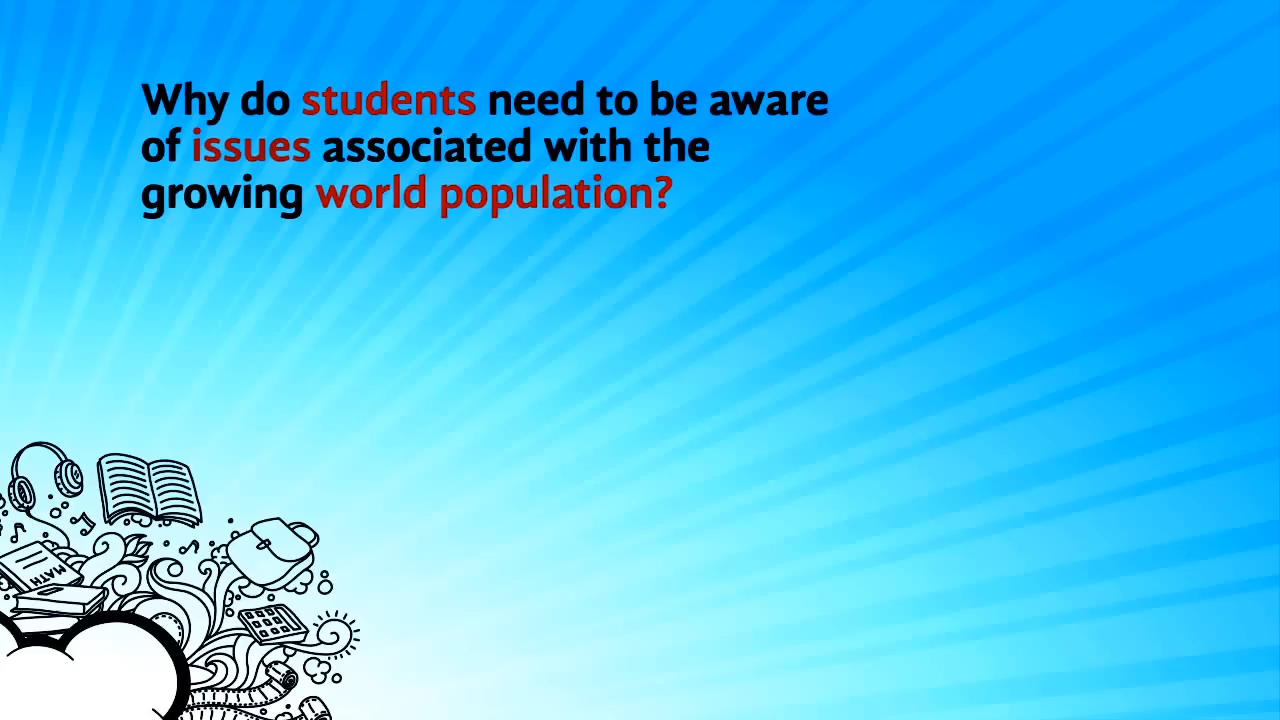 Why do students need to be aware
of issues associated with the
growing world population?
MATH